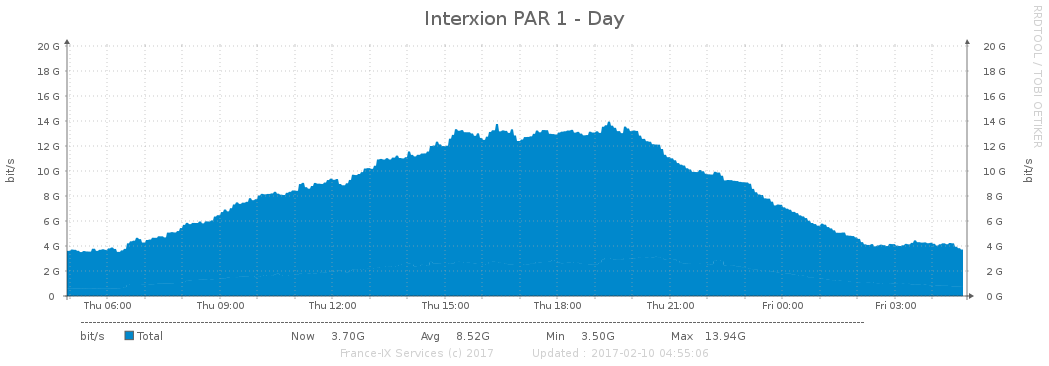 Interxion PAR 1 - Day
RRDTOOL / TOBI OETIKER
20 G 20 G
18 G 18 G
16 G 16 G
14 G 14 G
12 G 12 G
10 G 10 G
8 G 8 G
6 G 6 G
4 G 4 G
2 G 2 G
0 0 G
bit/s bit/s
Thu 06:00 Thu 09:00 Thu 12:00 Thu 15:00 Thu 18:00 Thu 21:00 Fri 00:00 Fri 03:00
bit/s Total Now 3.70G Avg 8.52G Min 3.50G Max 13.94G
France-IX Services (c) 2017 Updated : 2017-02-10 04:55:06